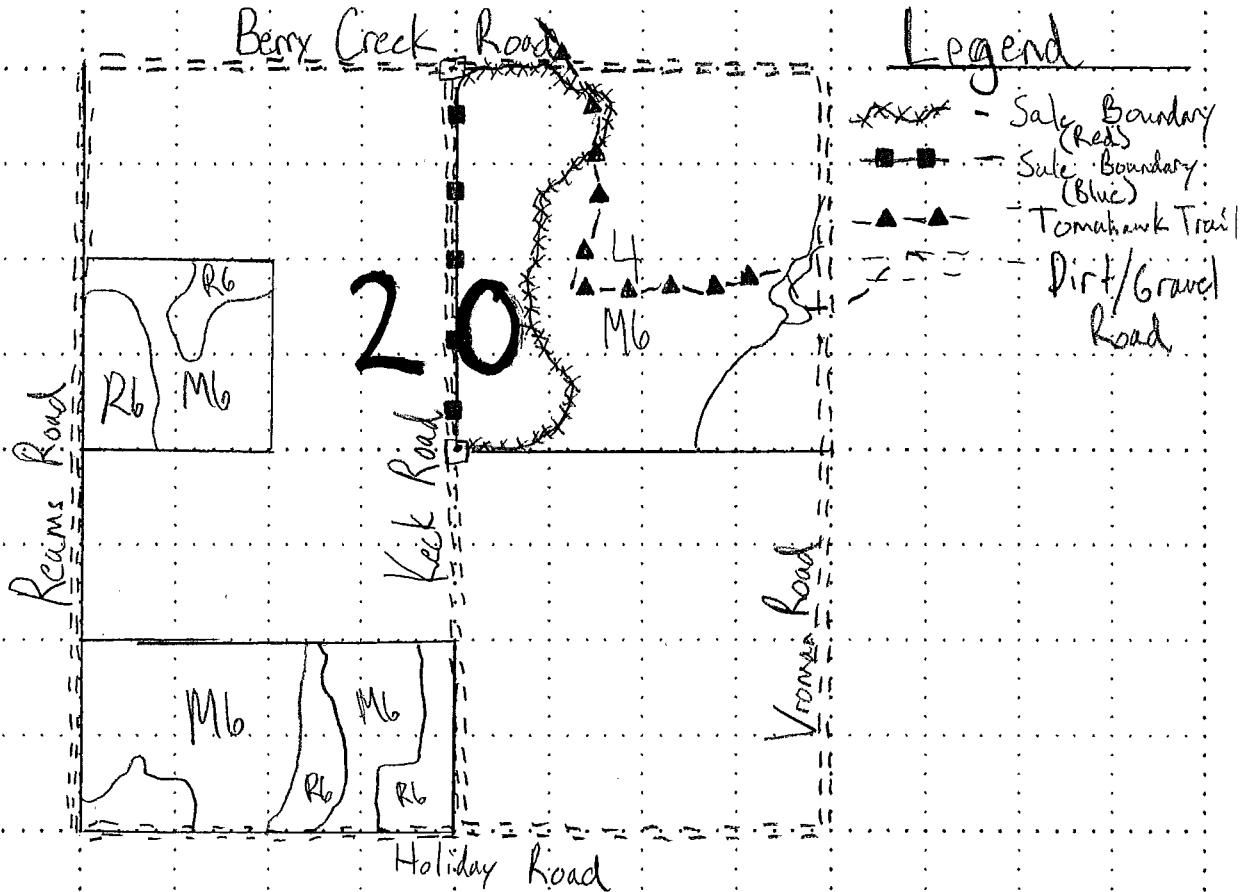 Berry Creek Road
Legend
Sale Boundary
(Red)
Sale Boundary
(Blue)
Tomahawk Trail
Dirt/Gravel
Road
R6
4
20
M6
R6
M6
Reams Road
Keck Road
Vroman Road
M6
M6
R6
R6
Holiday Road